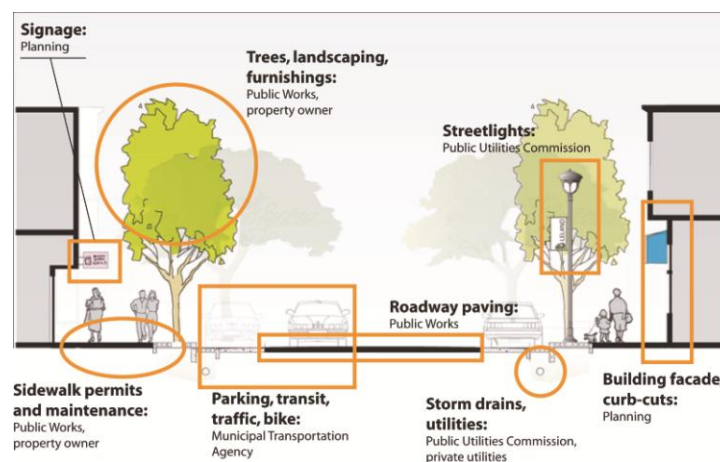 Signage:
Planning
Trees, landscaping,
furnishings:
Public Works,
property owner
Streetlights:
Public Utilities Commission
LELAND
Roadway paving:
Public Works
Sidewalk permits
and maintenance:
Public Works,
property owner
Parking, transit,
traffic, bike:
Municipal Transportation
Agency
Storm drains,
utilities:
Public Utilities Commission,
private utilities
Building facade,
curb-cuts:
Planning